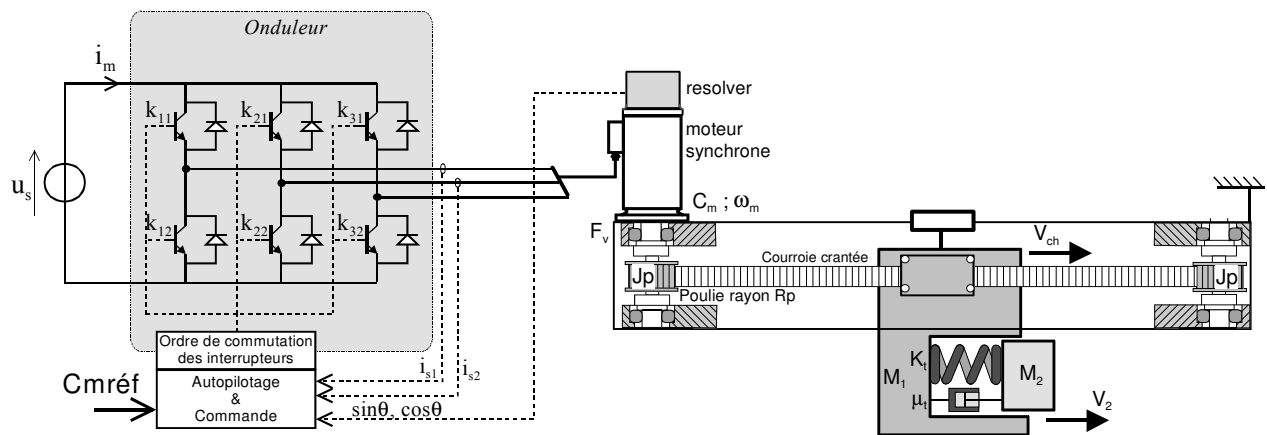 Onduleur
i_m
k_11
k_21
k_31
u_s
k_12
k_22
k_32
Ordre de commutation
des interrupteurs
Autopilotage
&
Commande
Cmréf
i_s1
i_s2
sinθ, cosθ
resolver
moteur
synchrone
C_m ; ω_m
F_v
Jp
Courroie crantée
Poulie rayon Rp
V_ch
Jp
M_1
K_t
μ_t
M_2
V_2